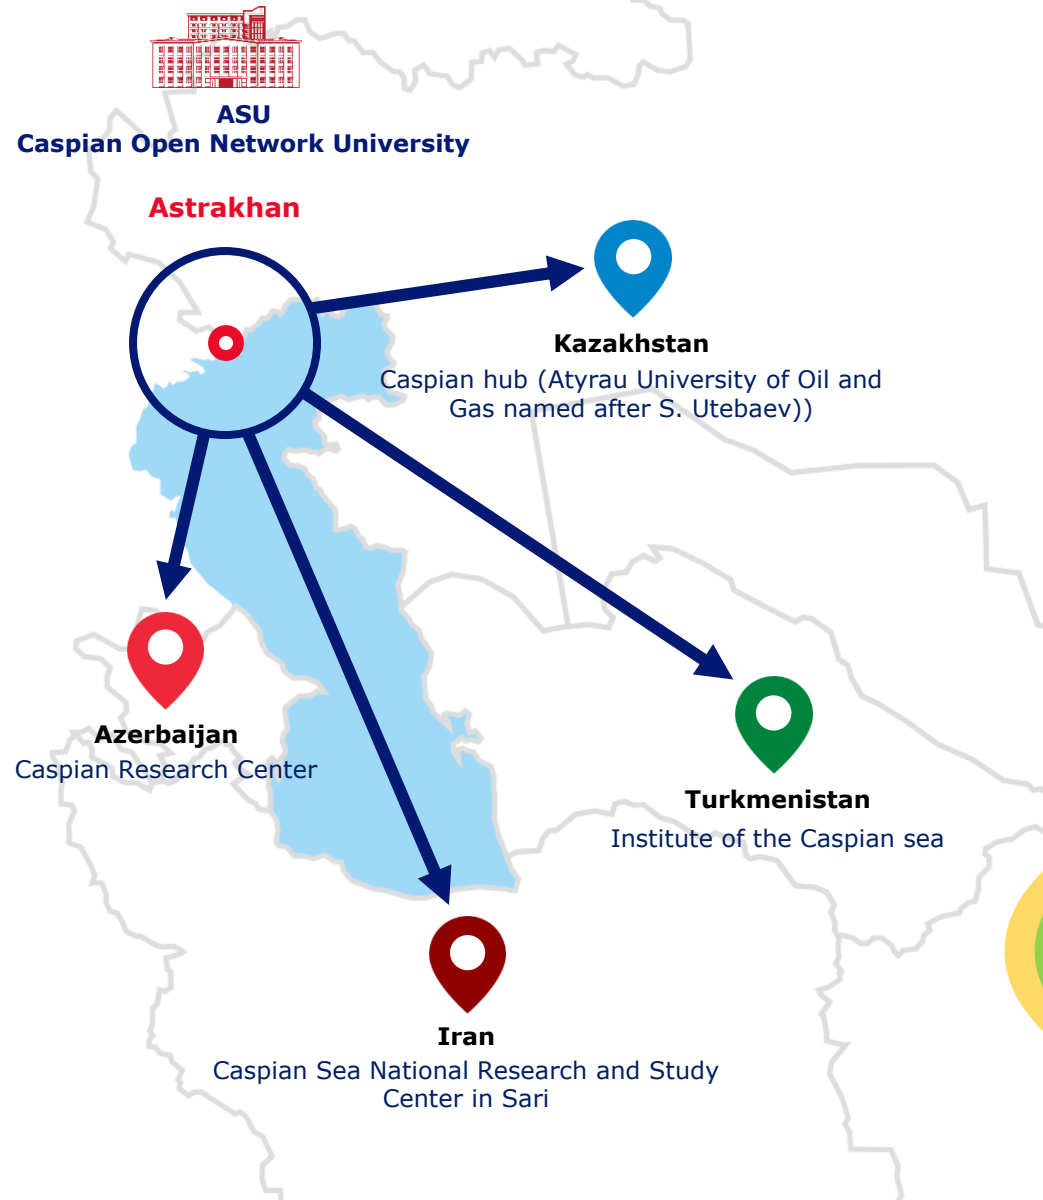 ASU
Caspian Open Network University
Astrakhan
Kazakhstan
Caspian hub (Atyrau University of Oil and
Gas named after S. Utebaev))
Azerbaijan
Caspian Research Center
Turkmenistan
Institute of the Caspian sea
Iran
Caspian Sea National Research and Study
Center in Sari